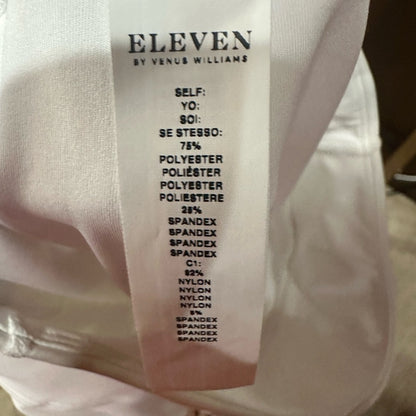 ELEVEN
BY VENUS WILLIAMS
SELF:
YO:
SOI:
SE STESSO:
75%
POLYESTER
POLIÉSTER
POLYESTER
POLIESTERE
25%
SPANDEX
SPANDEX
SPANDEX
SPANDEX
C1:
92%
NYLON
NYLON
NYLON
NYLON
8%
SPANDEX
SPANDEX
SPANDEX
SPANDEX